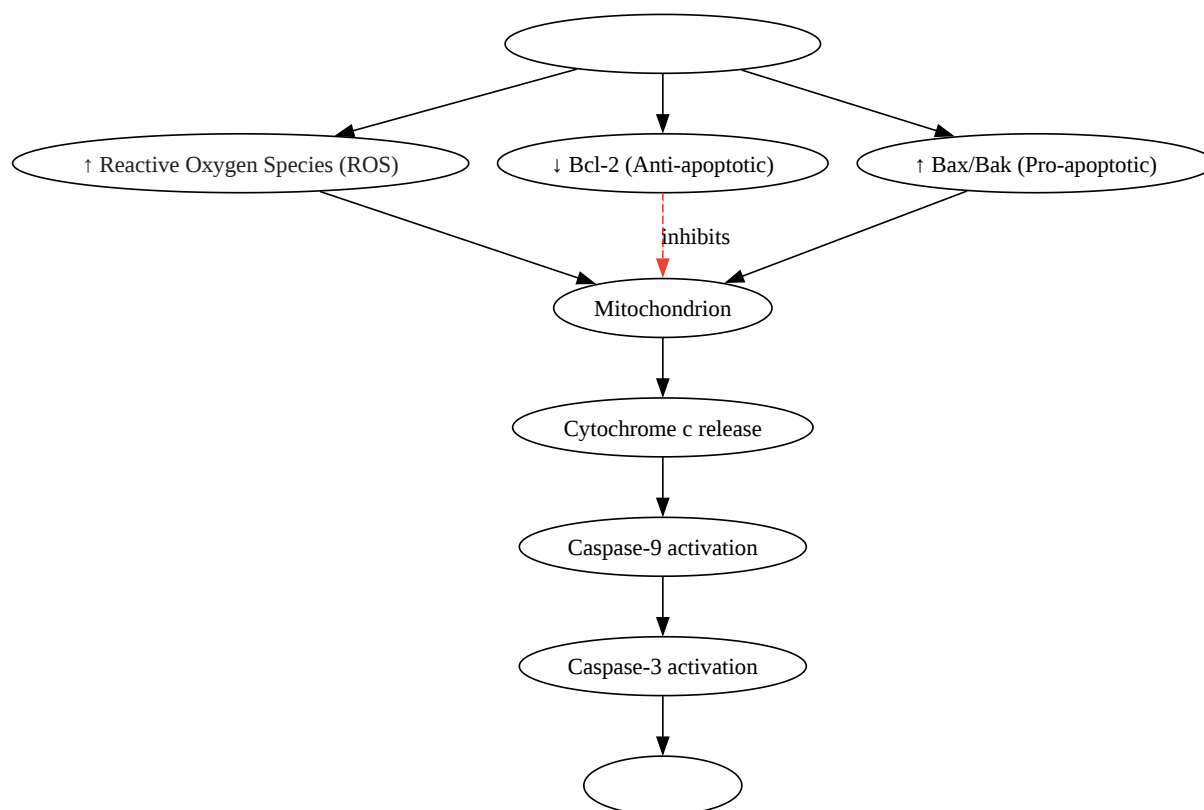 ↑ Reactive Oxygen Species (ROS)
↓ Bcl-2 (Anti-apoptotic)
↑ Bax/Bak (Pro-apoptotic)
inhibits
Mitochondrion
Cytochrome c release
Caspase-9 activation
Caspase-3 activation